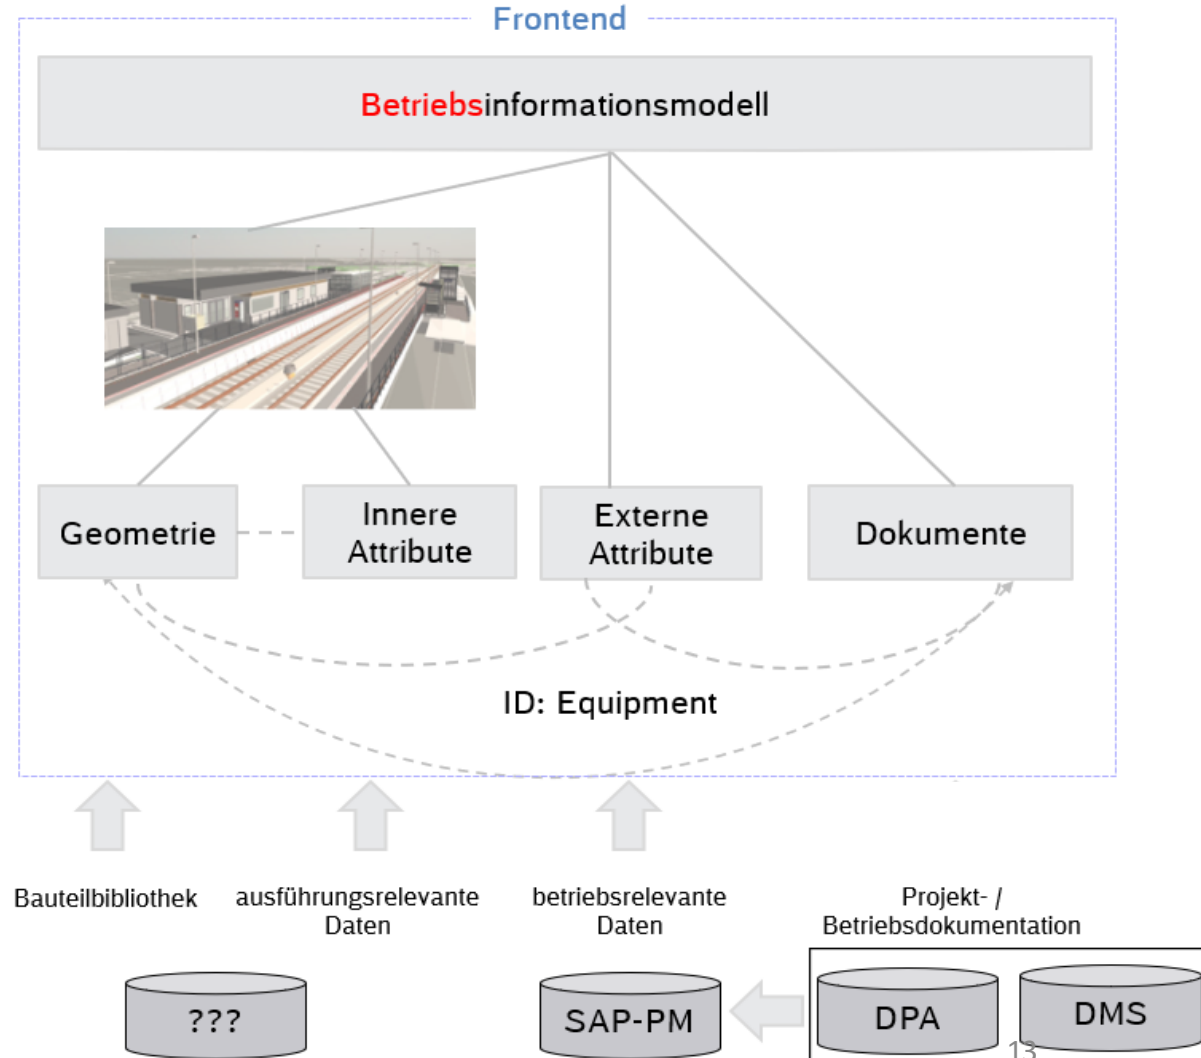 Frontend
Betriebsinformationsmodell
Geometrie
Innere
Attribute
Externe
Attribute
Dokumente
ID: Equipment
Bauteilbibliothek
ausführungsrelevante
Daten
betriebsrelevante
Daten
Projekt- /
Betriebsdokumentation
???
SAP-PM
DPA
DMS
13